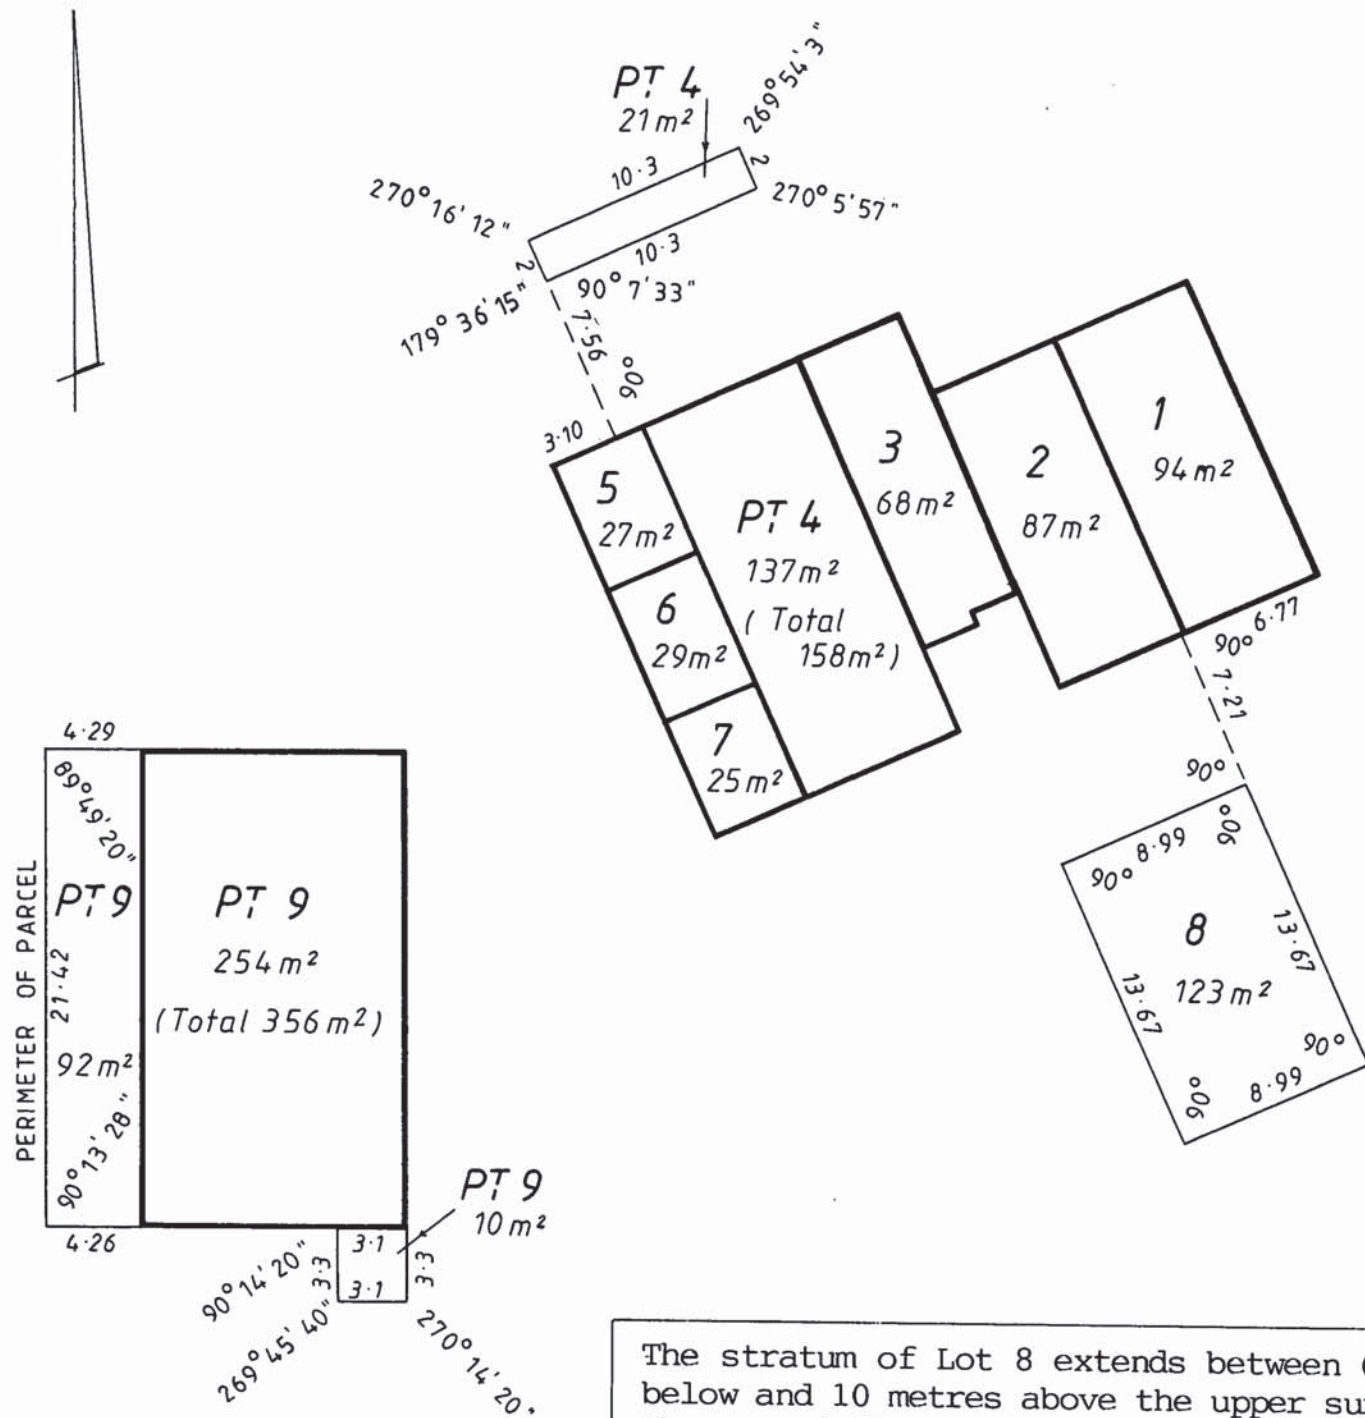 PT 4
21 m²
269°54'3"
10·3
2
270°16'12"
270°5'57"
10·3
2
90°7'33"
179°36'15"
7·56
90°
3·10
1
94 m²
2
87 m²
3
68 m²
PT 4
137 m²
( Total
158 m²)
5
27 m²
6
29 m²
7
25 m²
6·77
90°
7·21
90°
8·99
90°
90°
8
123 m²
13·67
13·67
90°
90°
8·99
4·29
89°49'20"
PERIMETER OF PARCEL
PT 9
21·42
92 m²
90°13'28"
4·26
PT 9
254 m²
(Total 356 m²)
PT 9
10 m²
3·1
3·3
3·3
3·1
90°14'20"
269°45'40"
270°14'20"
The stratum of Lot 8 extends between
below and 10 metres above the upper su